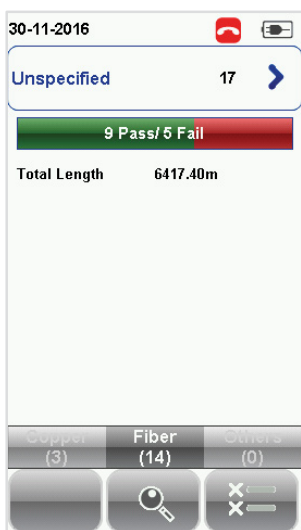 30-11-2016
Unspecified 17
9 Pass/ 5 Fail
Total Length 6417.40m
Copper Fiber Others
(3) (14) (0)